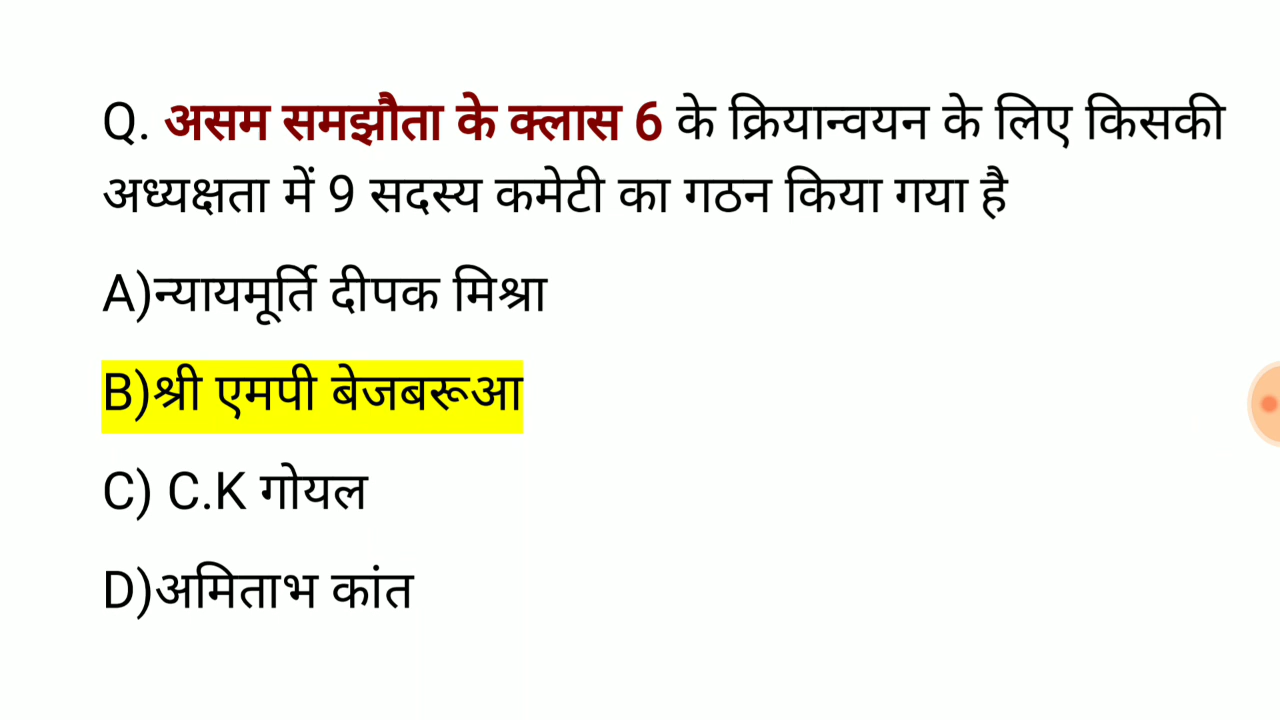 Q. असम समझौता के क्लास 6 के क्रियान्वयन के लिए किसकी
अध्यक्षता में 9 सदस्य कमेटी का गठन किया गया है
A)न्यायमूर्ति दीपक मिश्रा
B)श्री एमपी बेजबरूआ
C) C.K गोयल
D)अमिताभ कांत